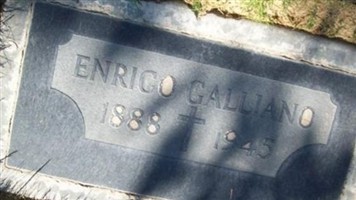 ENRICO GALLIANO
1888 = 1945